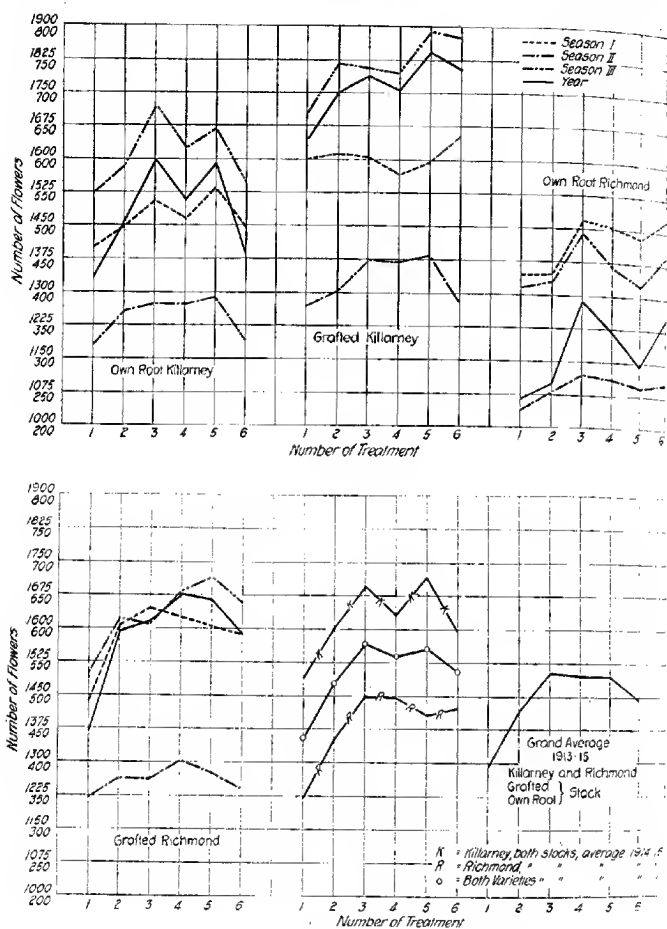 1900
800
1825
750
1750
700
1675
650
1600
600
1525
550
1450
500
1375
450
1300
400
1225
350
1150
300
1075
250
1000
200
Number of Flowers
Season I
Season II
Season III
Year
Own Root Killarney
Grafted Killarney
Own Root Richmond
1 2 3 4 5 6
1 2 3 4 5 6
1 2 3 4 5 6
Number of Treatment
1900
800
1825
750
1750
700
1675
650
1600
600
1525
550
1450
500
1375
450
1300
400
1225
350
1150
300
1075
250
1000
200
Number of Flowers
Grafted Richmond
K K K K K
R R R R R
Grand Average
1913-15
Killarney and Richmond
Grafted
Own Root } Stock
K = Killarney, both stocks, average 1914 15
R = Richmond, " " " "
o = Both Varieties " " " "
1 2 3 4 5 6
1 2 3 4 5 6
1 2 3 4 5 6
Number of Treatment